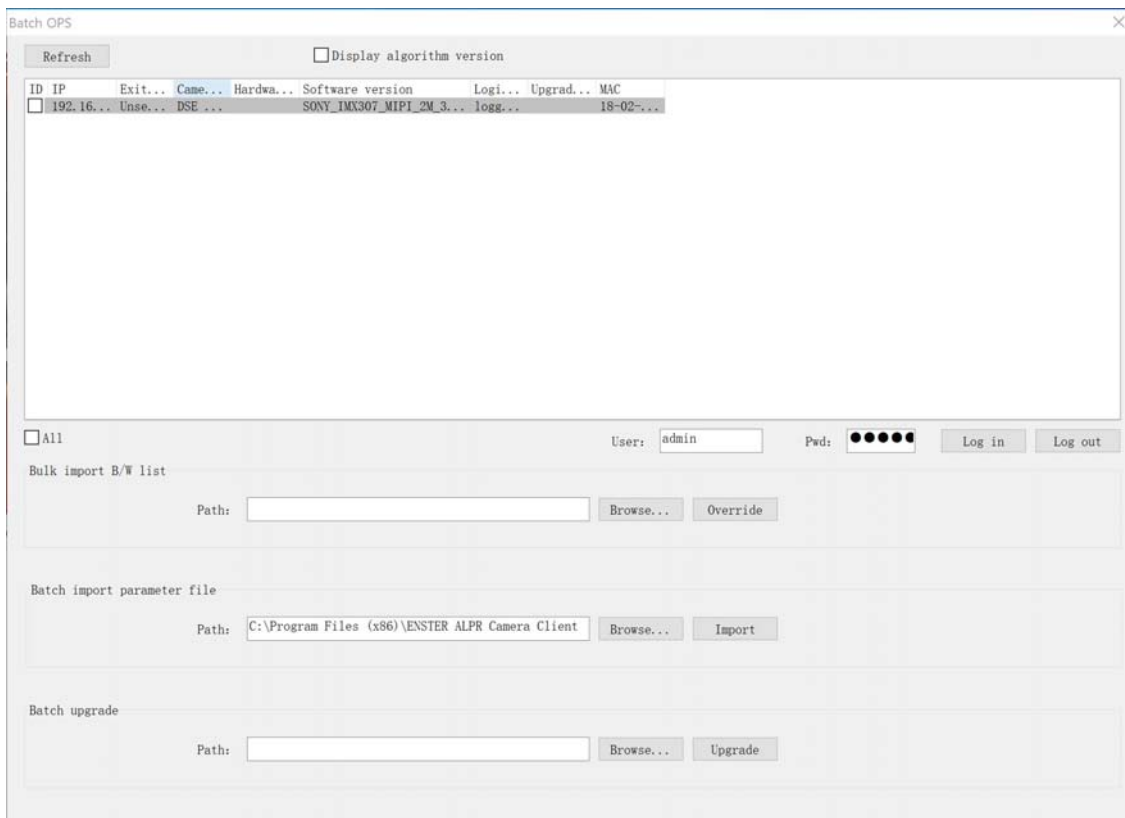 Batch OPS
Refresh
Display algorithm version
ID IP Exit... Came... Hardwa... Software version Logi... Upgrad... MAC
192.16... Unse... DSE ... SONY_IMX307_MIPI_2M_3... logg... 18-02-...
All User: admin Pwd: Log in Log out
Bulk import B/W list
Path: Browse... Override
Batch import parameter file
Path: C:\Program Files (x86)\ENSTER ALPR Camera Client Browse... Import
Batch upgrade
Path: Browse... Upgrade